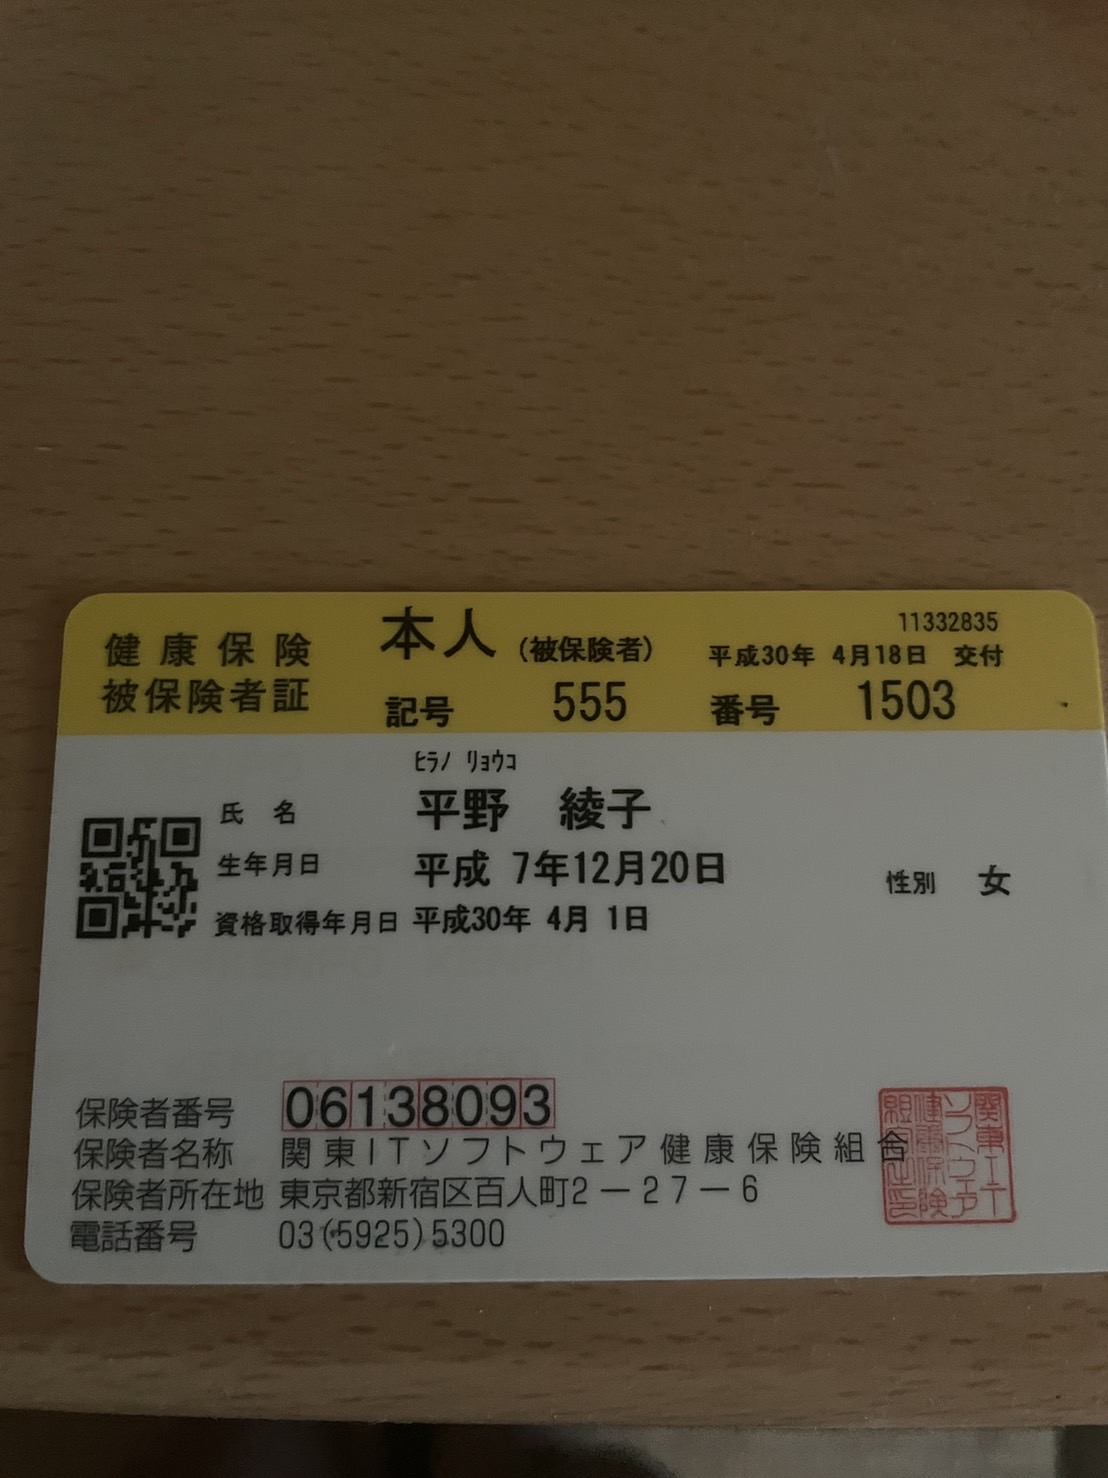 健康保険 本人 (被保険者) 11332835
被保険者証 平成30年 4月18日 交付
記号 555 番号 1503
ﾋﾗﾉ ﾘｮｳｺ
氏名 平野 綾子
生年月日 平成 7年12月20日 性別 女
資格取得年月日 平成30年 4月 1日
保険者番号 06138093
保険者名称 関東ITソフトウェア健康保険組合
保険者所在地 東京都新宿区百人町2－27－6
電話番号 03(5925)5300